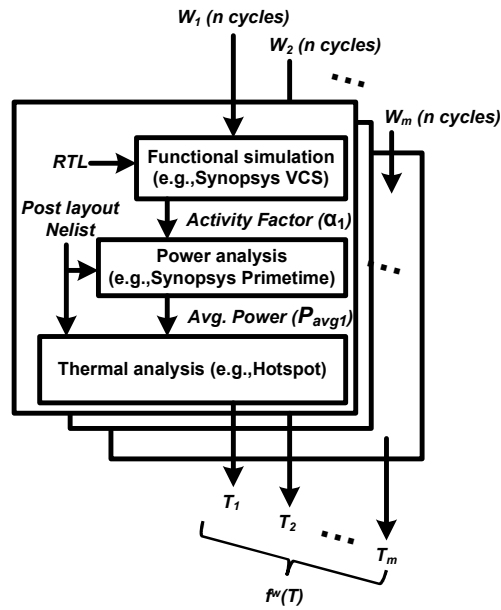 W1 (n cycles)
W2 (n cycles)
Wm (n cycles)
RTL
Functional simulation
(e.g.,Synopsys VCS)
Post layout
Nelist
Activity Factor (α1)
Power analysis
(e.g.,Synopsys Primetime)
Avg. Power (Pavg1)
Thermal analysis (e.g.,Hotspot)
T1
T2
Tm
fw(T)